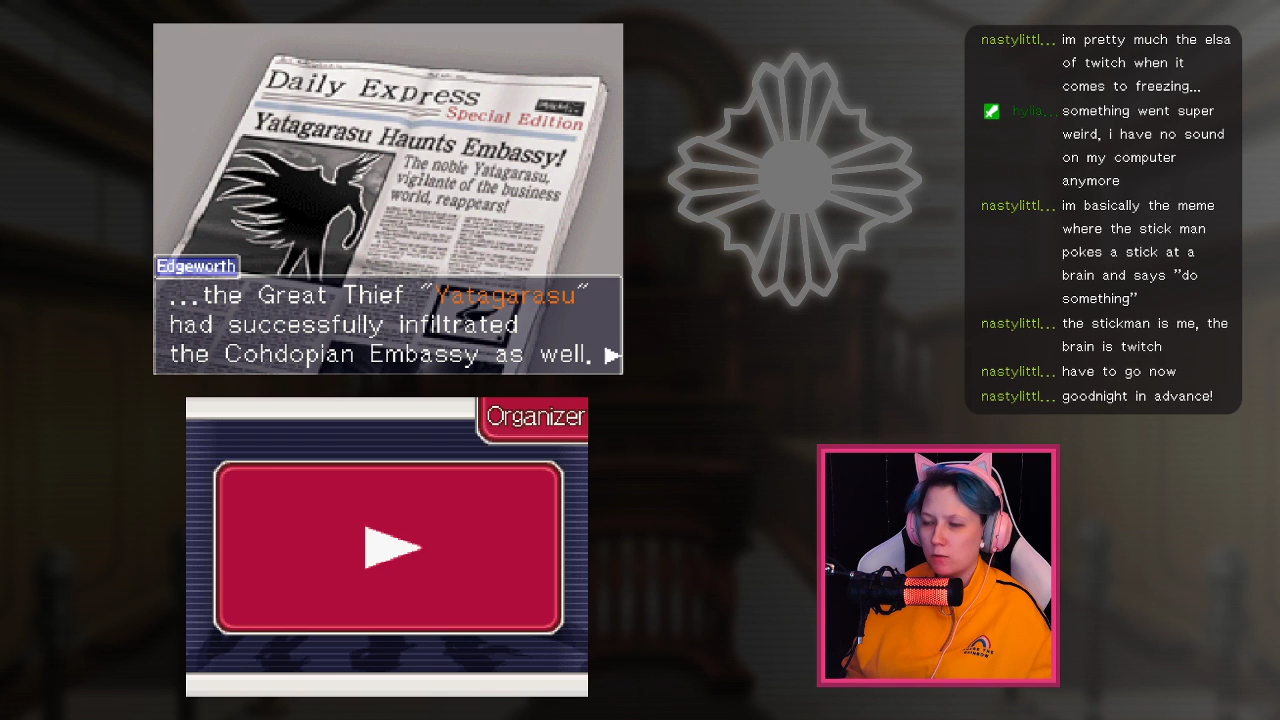 Daily Express
Special Edition
Yatagarasu Haunts Embassy!
The noble Yatagarasu,
vigilante of the business
world, reappears!
Edgeworth
...the Great Thief "Yatagarasu"
had successfully infiltrated
the Cohdopian Embassy as well.
Organizer
nastylittl... im pretty much the elsa
of twitch when it
comes to freezing...
hylia... something went super
weird, i have no sound
on my computer
anymore
nastylittl... im basically the meme
where the stick man
pokes a stick at a
brain and says "do
something"
nastylittl... the stickman is me, the
brain is twitch
nastylittl... have to go now
nastylittl... goodnight in advance!